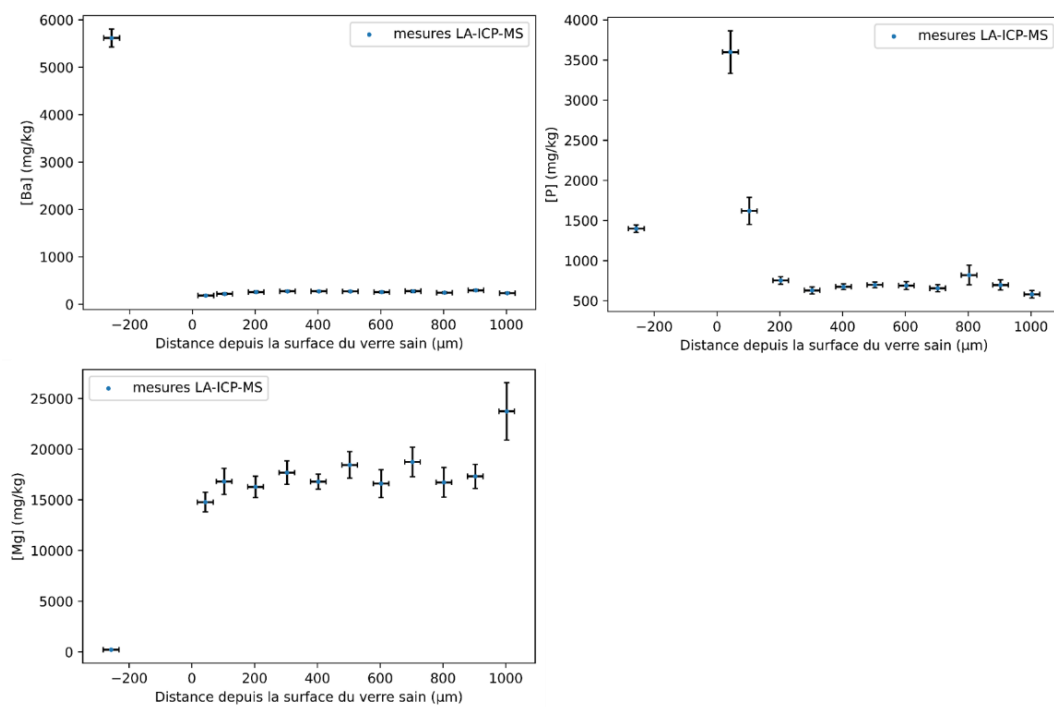 6000
5000
4000
3000
2000
1000
0
[Ba] (mg/kg)
mesures LA-ICP-MS
−200 0 200 400 600 800 1000
Distance depuis la surface du verre sain (μm)
4000
3500
3000
2500
2000
1500
1000
500
[P] (mg/kg)
mesures LA-ICP-MS
−200 0 200 400 600 800 1000
Distance depuis la surface du verre sain (μm)
25000
20000
15000
10000
5000
0
[Mg] (mg/kg)
mesures LA-ICP-MS
−200 0 200 400 600 800 1000
Distance depuis la surface du verre sain (μm)